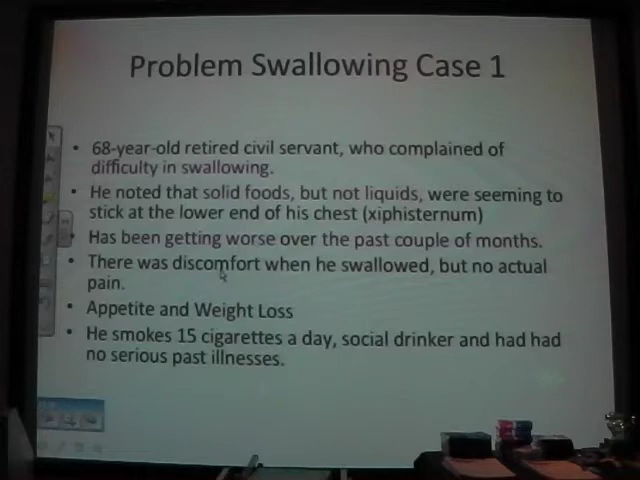 Problem Swallowing Case 1
• 68-year-old retired civil servant, who complained of
difficulty in swallowing.
• He noted that solid foods, but not liquids, were seeming to
stick at the lower end of his chest (xiphisternum)
• Has been getting worse over the past couple of months.
• There was discomfort when he swallowed, but no actual
pain.
• Appetite and Weight Loss
• He smokes 15 cigarettes a day, social drinker and had had
no serious past illnesses.